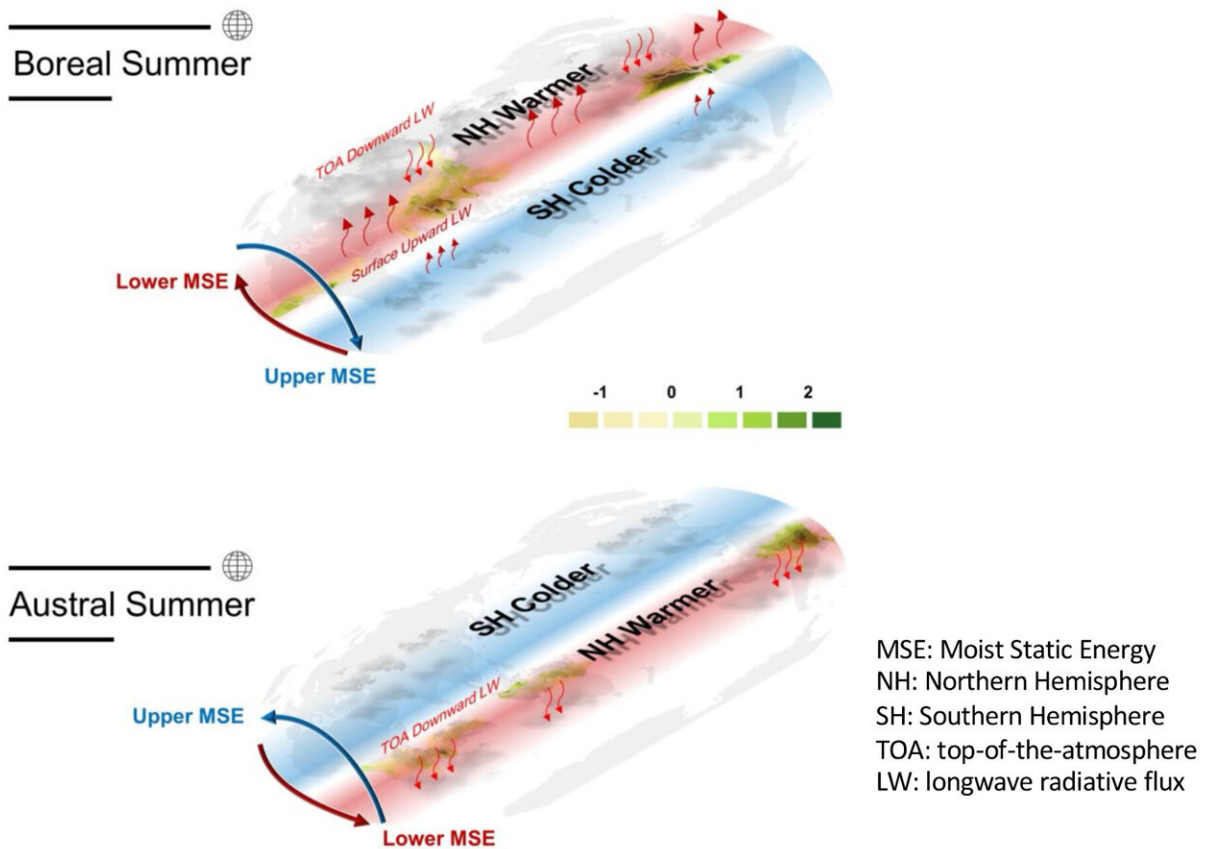 Boreal Summer
TOA Downward LW
NH Warmer
Surface Upward LW
SH Colder
Lower MSE
Upper MSE
-1 0 1 2
Austral Summer
SH Colder
NH Warmer
TOA Downward LW
Upper MSE
Lower MSE
MSE: Moist Static Energy
NH: Northern Hemisphere
SH: Southern Hemisphere
TOA: top-of-the-atmosphere
LW: longwave radiative flux